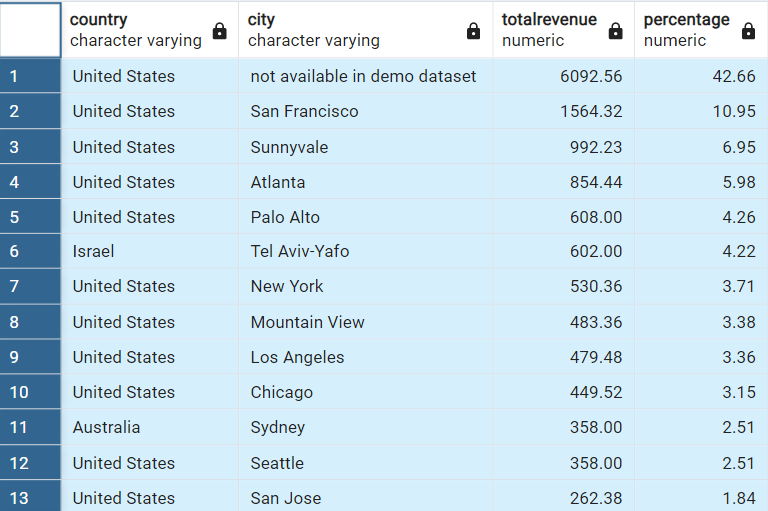 country city totalrevenue percentage
character varying character varying numeric numeric
1 United States not available in demo dataset 6092.56 42.66
2 United States San Francisco 1564.32 10.95
3 United States Sunnyvale 992.23 6.95
4 United States Atlanta 854.44 5.98
5 United States Palo Alto 608.00 4.26
6 Israel Tel Aviv-Yafo 602.00 4.22
7 United States New York 530.36 3.71
8 United States Mountain View 483.36 3.38
9 United States Los Angeles 479.48 3.36
10 United States Chicago 449.52 3.15
11 Australia Sydney 358.00 2.51
12 United States Seattle 358.00 2.51
13 United States San Jose 262.38 1.84